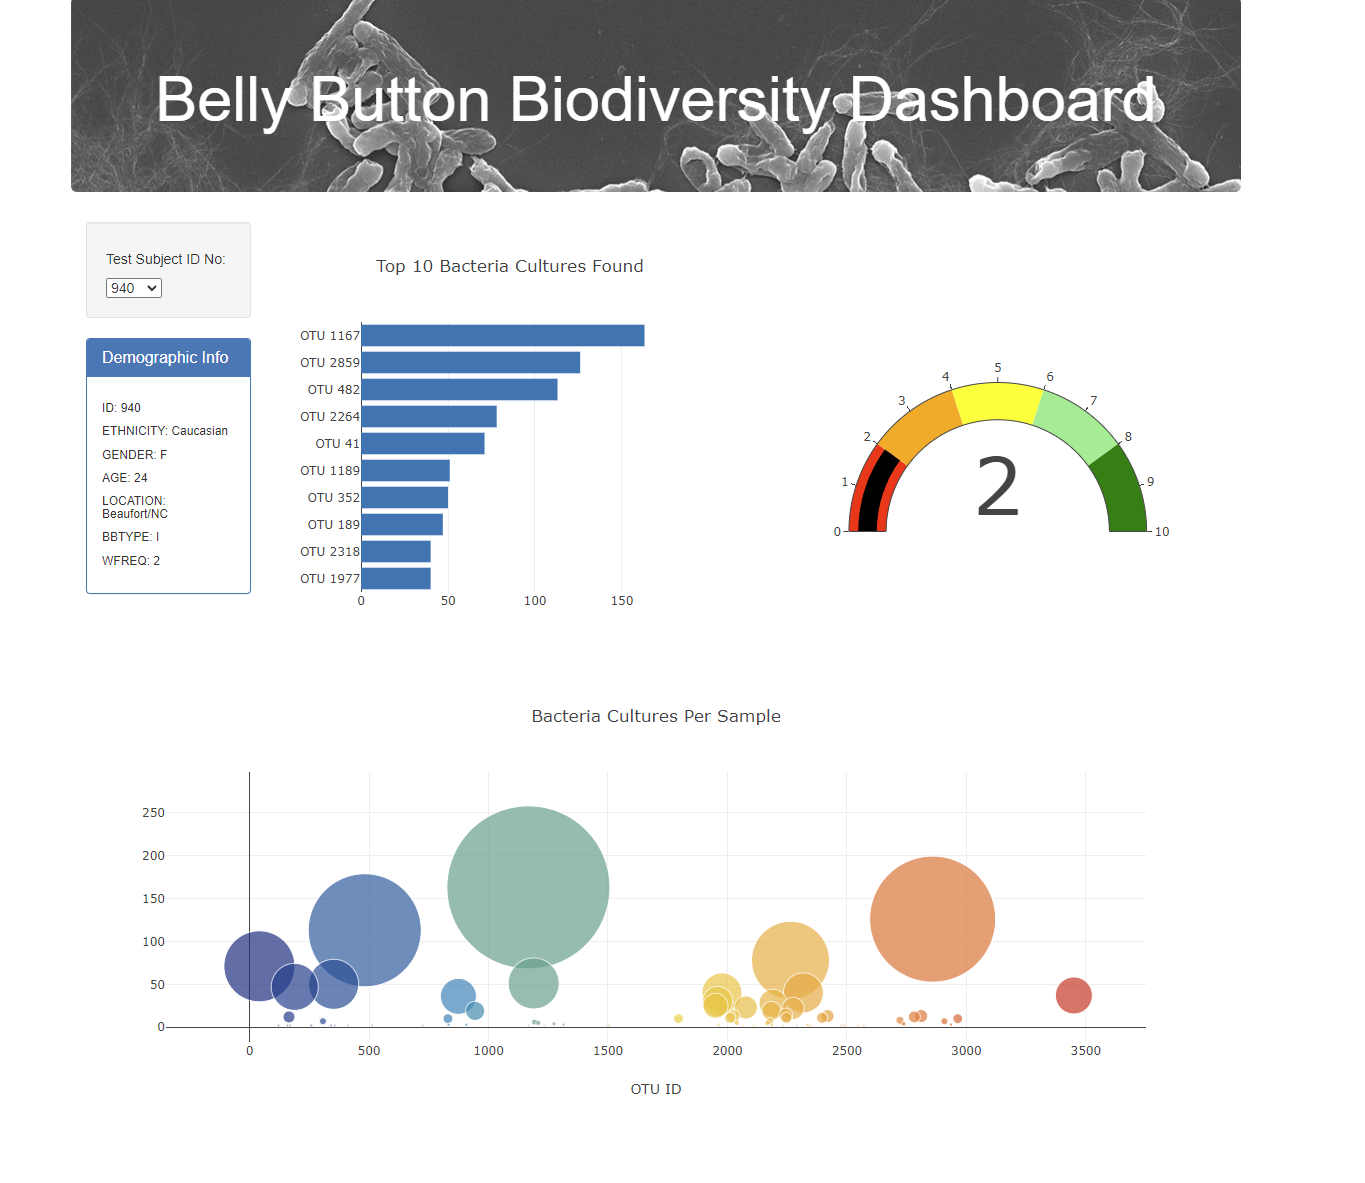 Belly Button Biodiversity Dashboard
Test Subject ID No:
940
Demographic Info
ID: 940
ETHNICITY: Caucasian
GENDER: F
AGE: 24
LOCATION:
Beaufort/NC
BBTYPE: I
WFREQ: 2
Top 10 Bacteria Cultures Found
OTU 1167
OTU 2859
OTU 482
OTU 2264
OTU 41
OTU 1189
OTU 352
OTU 189
OTU 2318
OTU 1977
0 50 100 150
0
1
2
3
4
5
6
7
8
9
10
2
Bacteria Cultures Per Sample
250
200
150
100
50
0
0 500 1000 1500 2000 2500 3000 3500
OTU ID